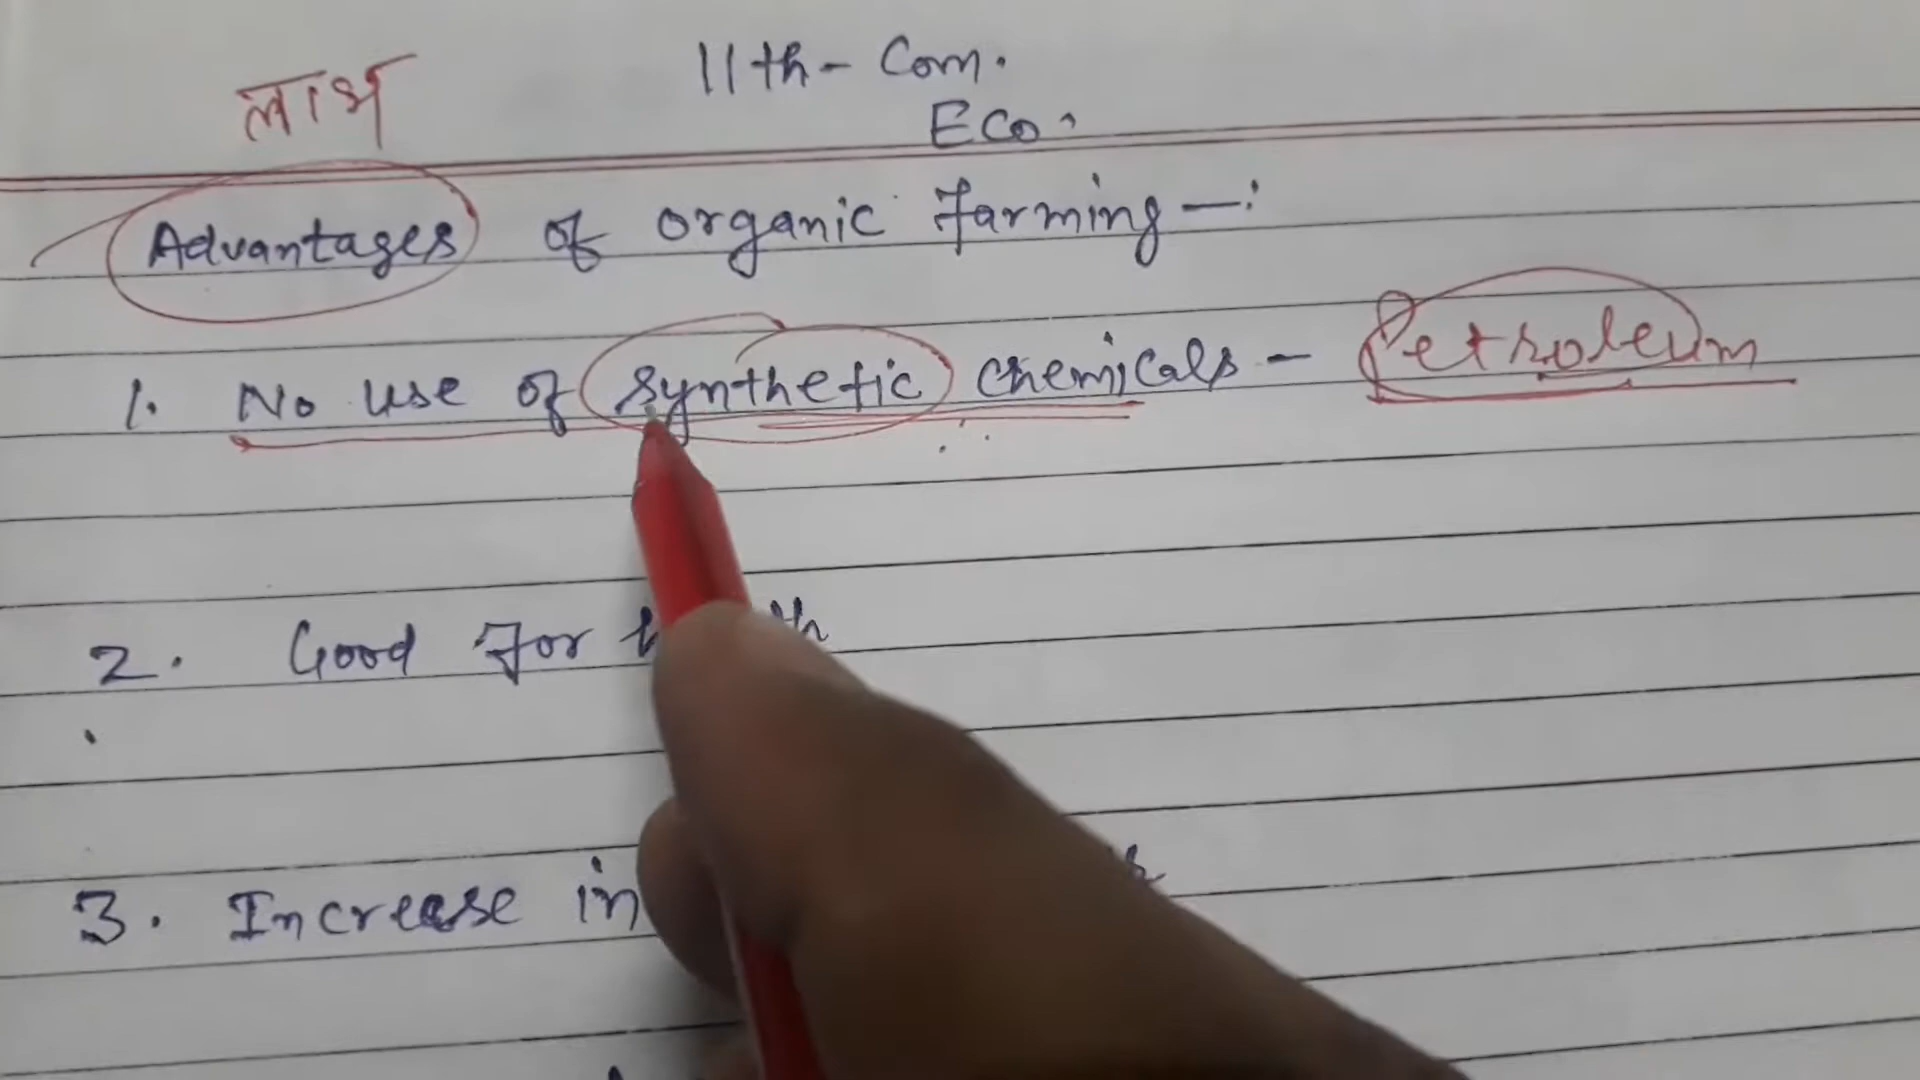 लाभ
11th - Com.
Eco.
Advantages of organic farming -:
1. No use of synthetic chemicals - Petroleum
2. Good for
3. Increase in